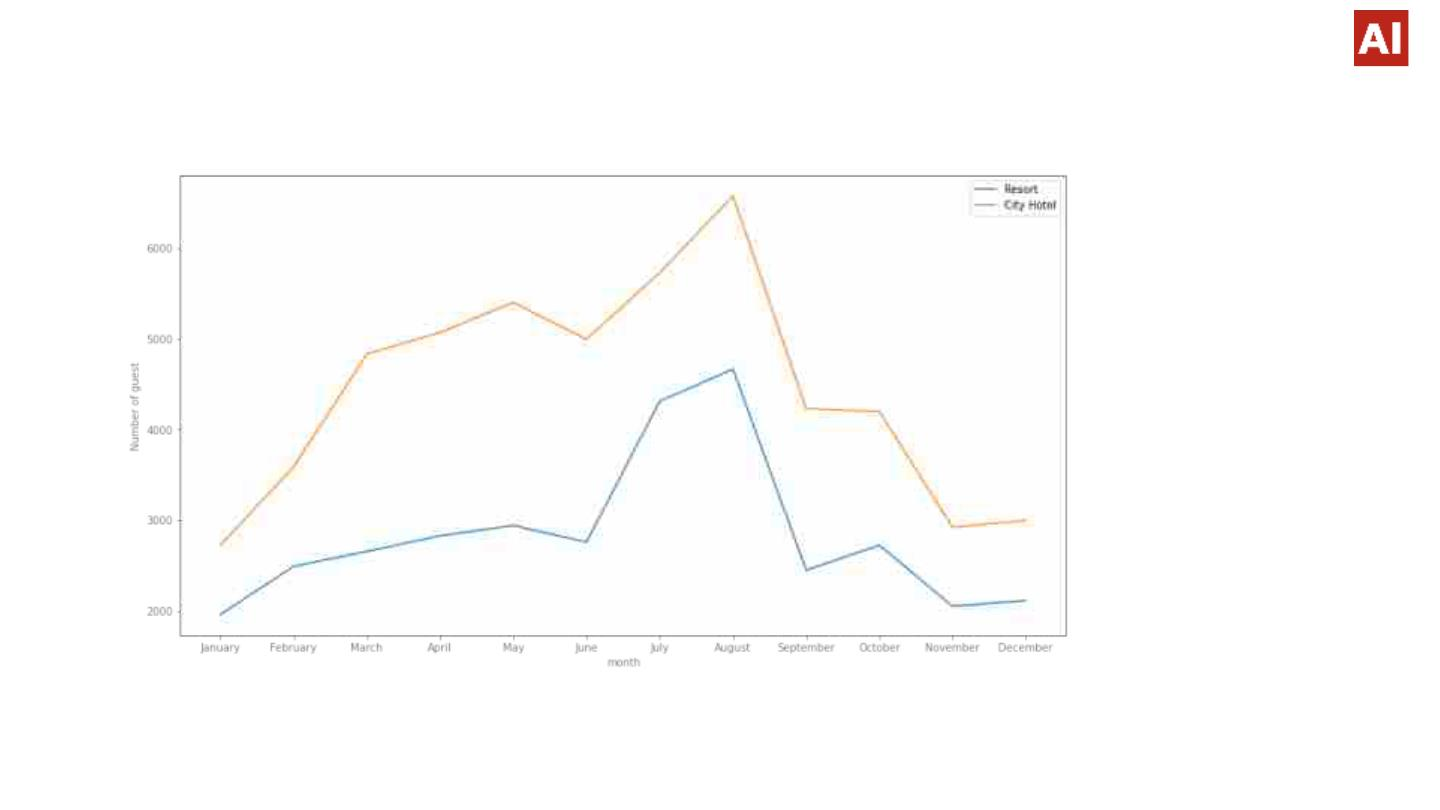 AI
Resort
City Hotel
6000
5000
4000
3000
2000
Number of guest
January February March April May June July August September October November December
month